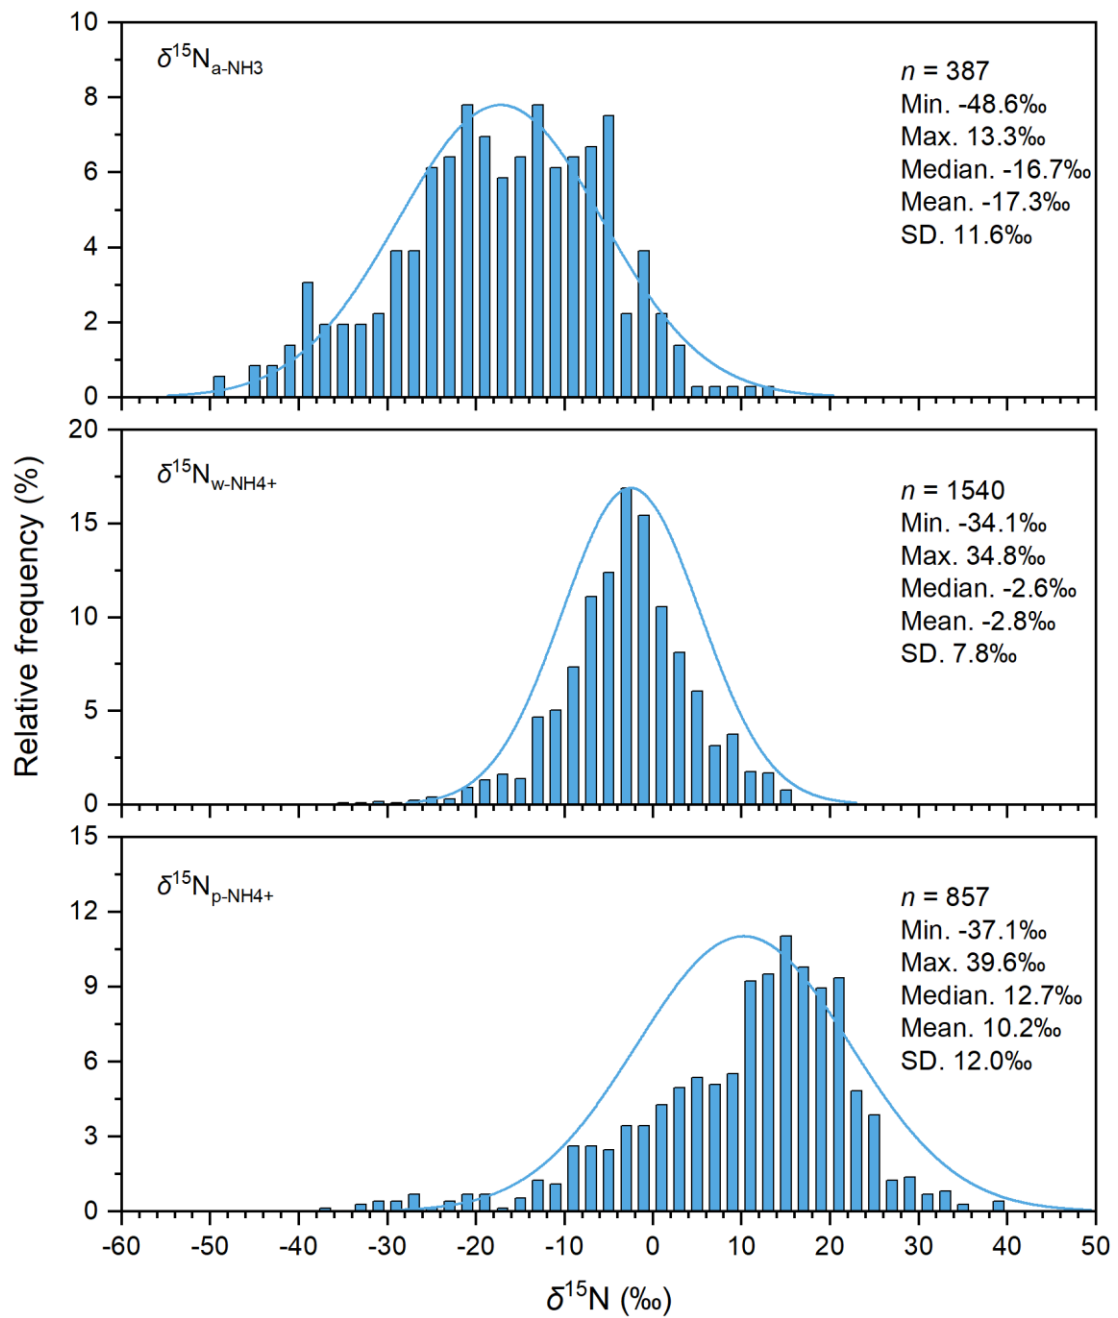 10
8
6
4
2
0
δ15Na-NH3
n = 387
Min. -48.6‰
Max. 13.3‰
Median. -16.7‰
Mean. -17.3‰
SD. 11.6‰
20
15
10
5
0
δ15Nw-NH4+
n = 1540
Min. -34.1‰
Max. 34.8‰
Median. -2.6‰
Mean. -2.8‰
SD. 7.8‰
Relative frequency (%)
15
12
9
6
3
0
δ15Np-NH4+
n = 857
Min. -37.1‰
Max. 39.6‰
Median. 12.7‰
Mean. 10.2‰
SD. 12.0‰
-60 -50 -40 -30 -20 -10 0 10 20 30 40 50
δ15N (‰)